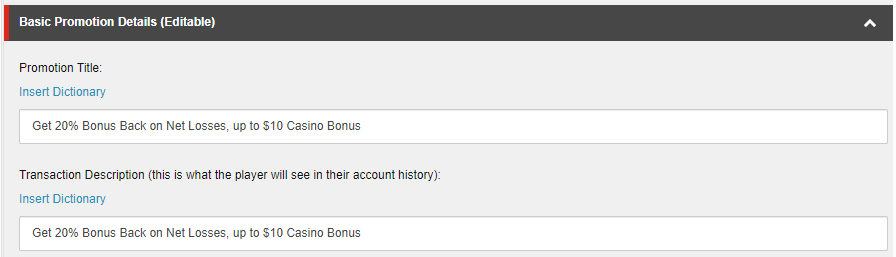 Basic Promotion Details (Editable)
Promotion Title:
Insert Dictionary
Get 20% Bonus Back on Net Losses, up to $10 Casino Bonus
Transaction Description (this is what the player will see in their account history):
Insert Dictionary
Get 20% Bonus Back on Net Losses, up to $10 Casino Bonus